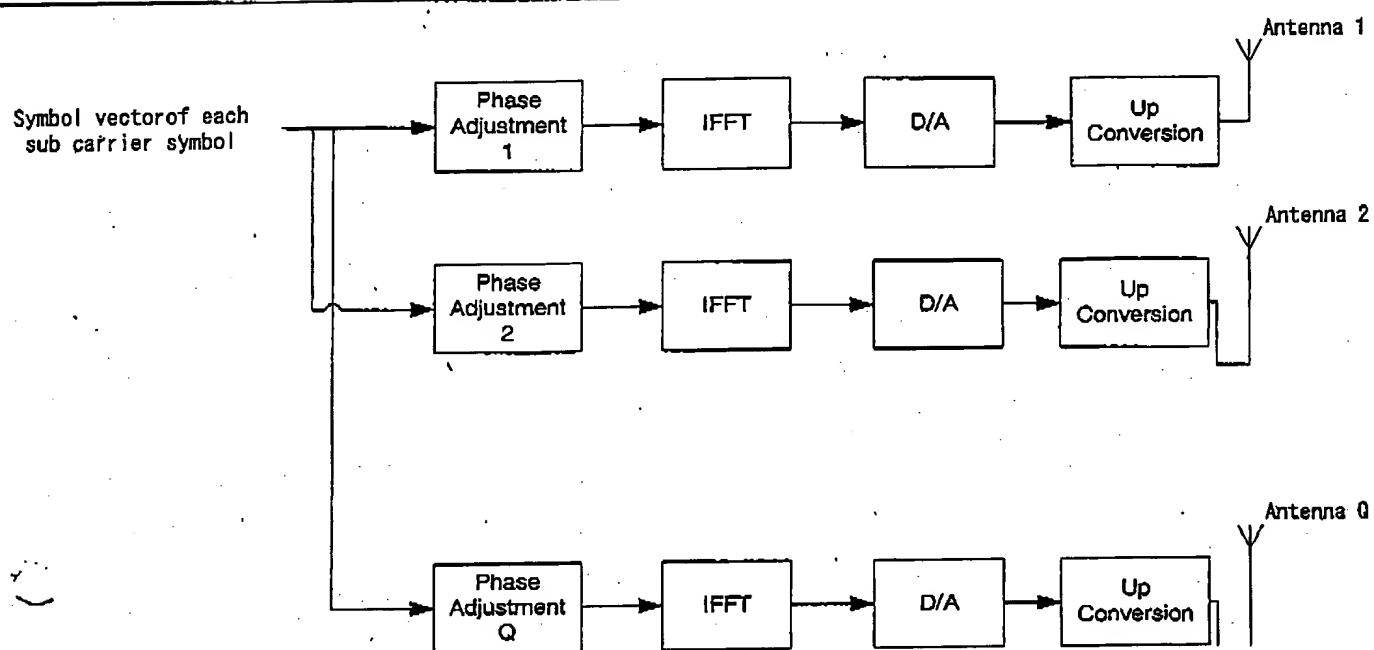 Antenna 1
Symbol vectorof each
sub carrier symbol
Phase
Adjustment
1
IFFT
D/A
Up
Conversion
Antenna 2
Phase
Adjustment
2
IFFT
D/A
Up
Conversion
Antenna Q
Phase
Adjustment
Q
IFFT
D/A
Up
Conversion